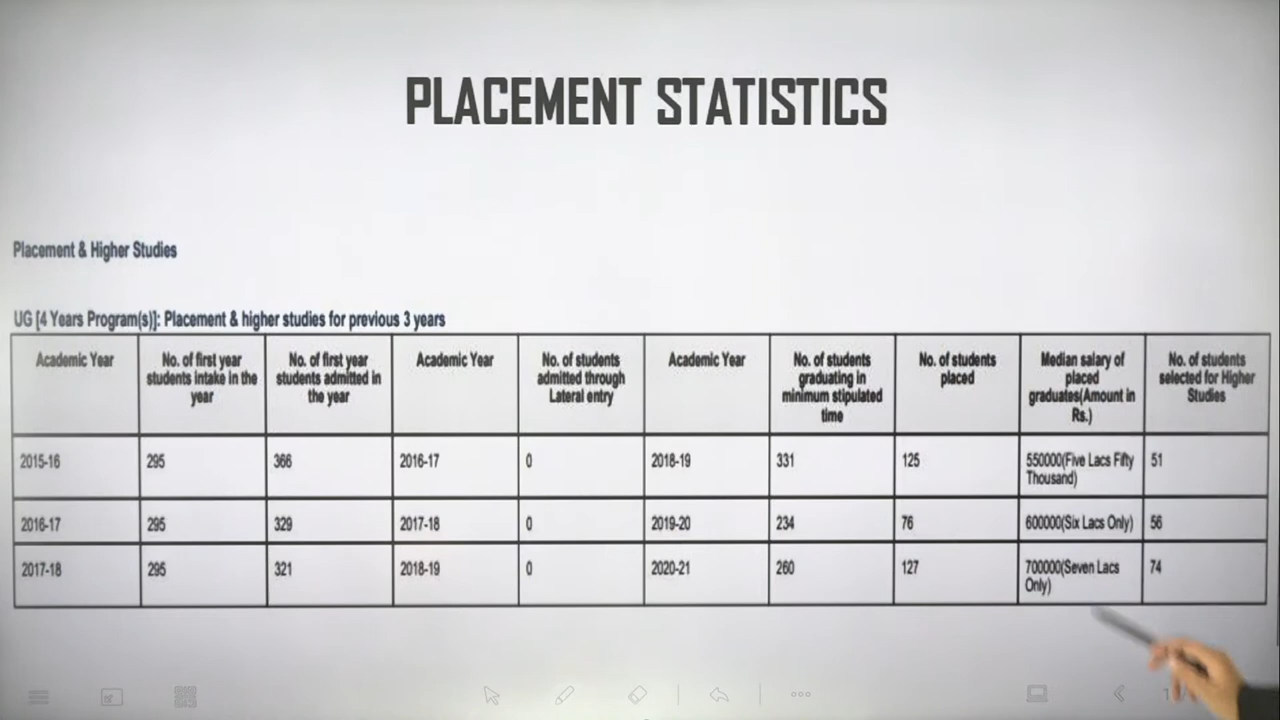 PLACEMENT STATISTICS
Placement & Higher Studies
UG [4 Years Program(s)]: Placement & higher studies for previous 3 years
Academic Year
No. of first year
students intake in the
year
No. of first year
students admitted in
the year
Academic Year
No. of students
admitted through
Lateral entry
Academic Year
No. of students
graduating in
minimum stipulated
time
No. of students
placed
Median salary of
placed
graduates(Amount in
Rs.)
No. of students
selected for Higher
Studies
2015-16
295
366
2016-17
0
2018-19
331
125
550000(Five Lacs Fifty
Thousand)
51
2016-17
295
329
2017-18
0
2019-20
234
76
600000(Six Lacs Only)
56
2017-18
295
321
2018-19
0
2020-21
260
127
700000(Seven Lacs
Only)
74